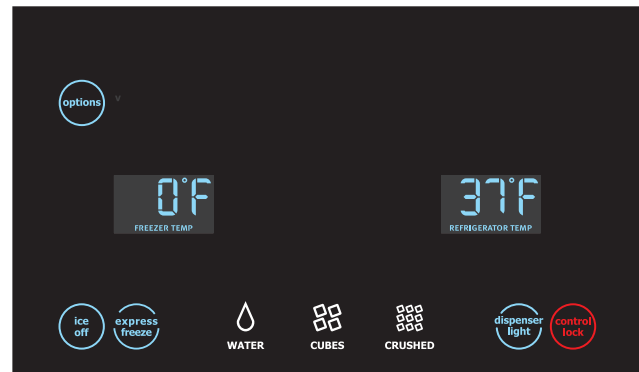 options
0°F
FREEZER TEMP
37°F
REFRIGERATOR TEMP
ice
off
express
freeze
WATER
CUBES
CRUSHED
dispenser
light
control
lock